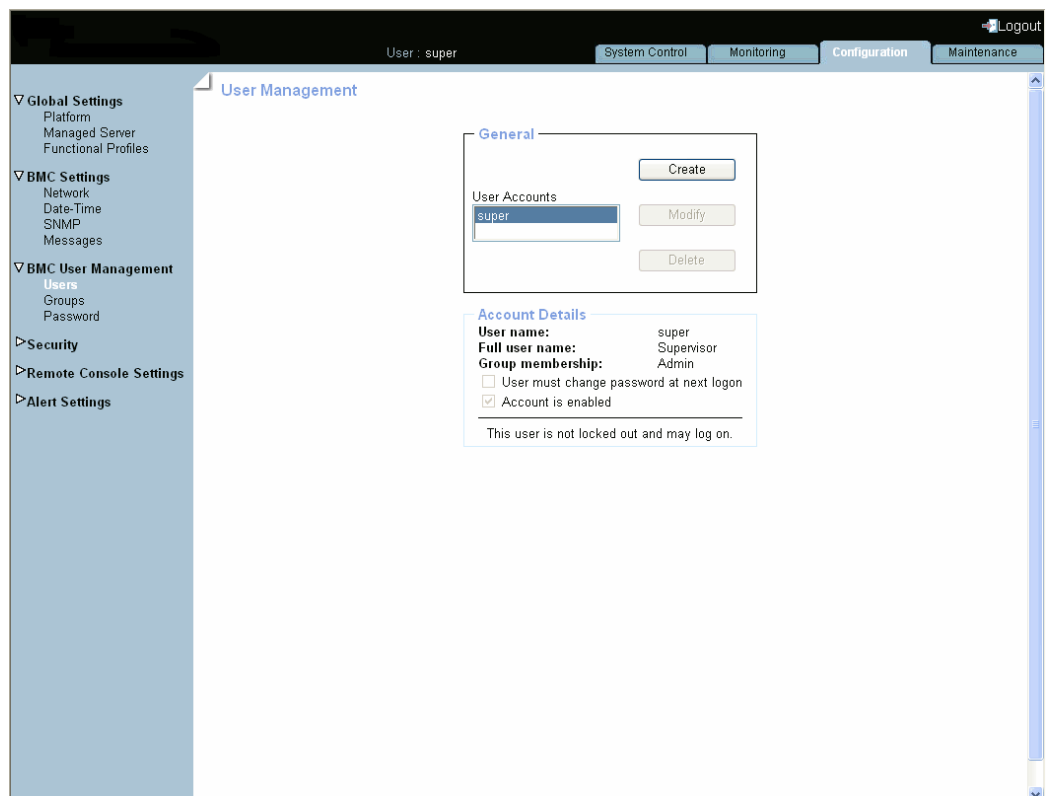 Logout
User : super
System Control
Monitoring
Configuration
Maintenance
Global Settings
Platform
Managed Server
Functional Profiles
BMC Settings
Network
Date-Time
SNMP
Messages
BMC User Management
Users
Groups
Password
Security
Remote Console Settings
Alert Settings
User Management
General
Create
User Accounts
super
Modify
Delete
Account Details
User name: super
Full user name: Supervisor
Group membership: Admin
User must change password at next logon
Account is enabled
This user is not locked out and may log on.